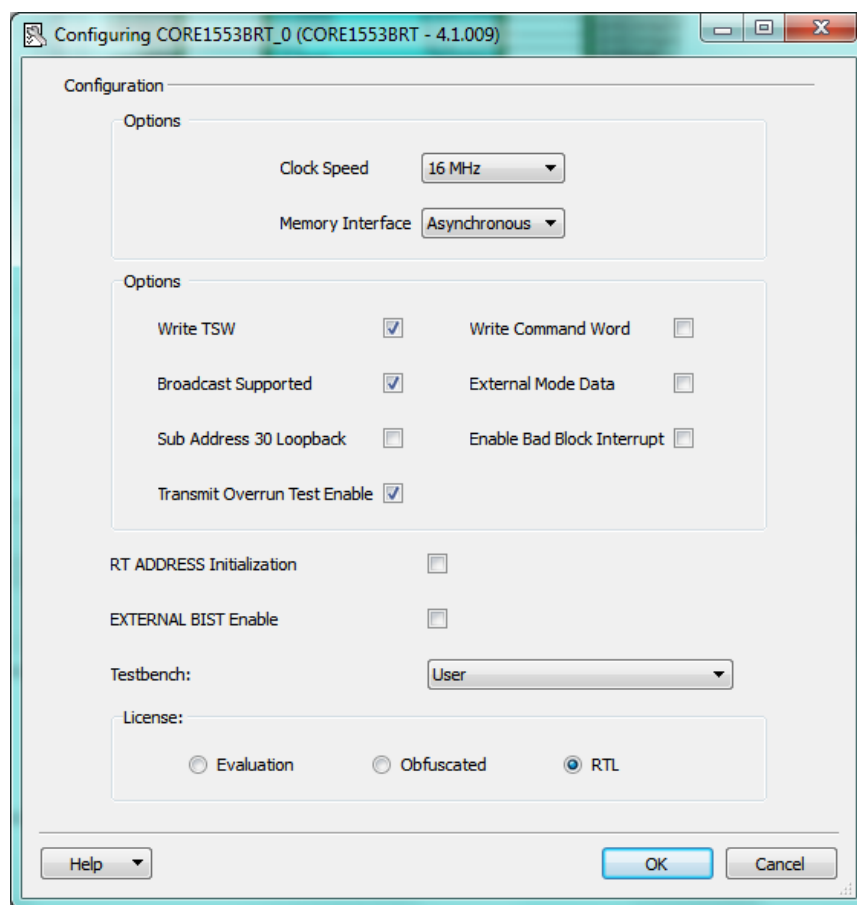 Configuring CORE1553BRT_0 (CORE1553BRT - 4.1.009)
Configuration
Options
Clock Speed 16 MHz
Memory Interface Asynchronous
Options
Write TSW Write Command Word
Broadcast Supported External Mode Data
Sub Address 30 Loopback Enable Bad Block Interrupt
Transmit Overrun Test Enable
RT ADDRESS Initialization
EXTERNAL BIST Enable
Testbench: User
License:
Evaluation Obfuscated RTL
Help OK Cancel